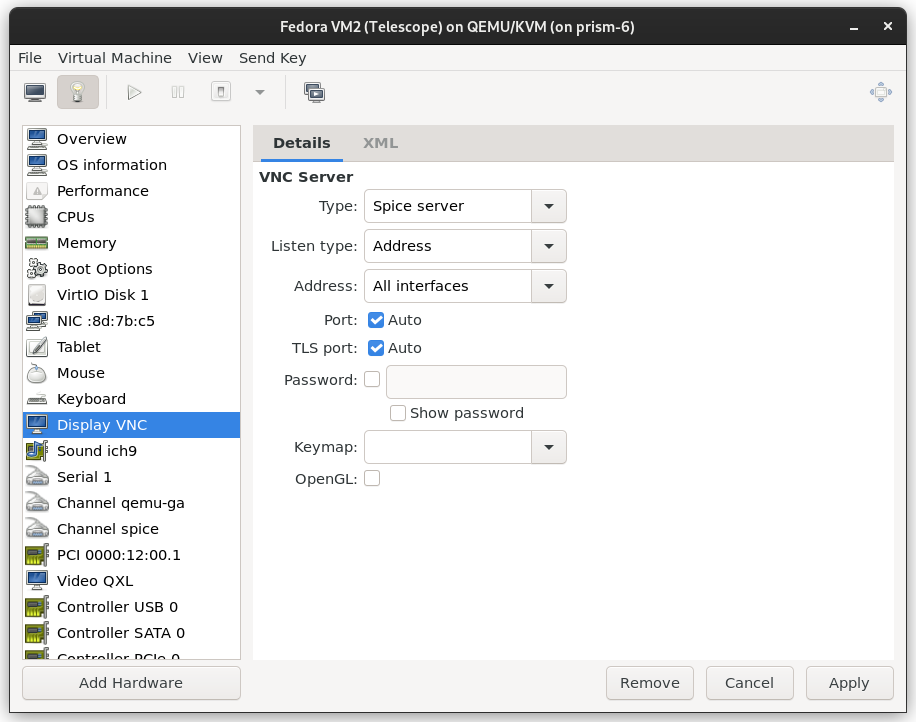 Fedora VM2 (Telescope) on QEMU/KVM (on prism-6)
File Virtual Machine View Send Key
Overview
OS information
Performance
CPUs
Memory
Boot Options
VirtIO Disk 1
NIC :8d:7b:c5
Tablet
Mouse
Keyboard
Display VNC
Sound ich9
Serial 1
Channel qemu-ga
Channel spice
PCI 0000:12:00.1
Video QXL
Controller USB 0
Controller SATA 0
Controller PCIe 0
Add Hardware
Details XML
VNC Server
Type: Spice server
Listen type: Address
Address: All interfaces
Port: Auto
TLS port: Auto
Password:
Show password
Keymap:
OpenGL:
Remove Cancel Apply